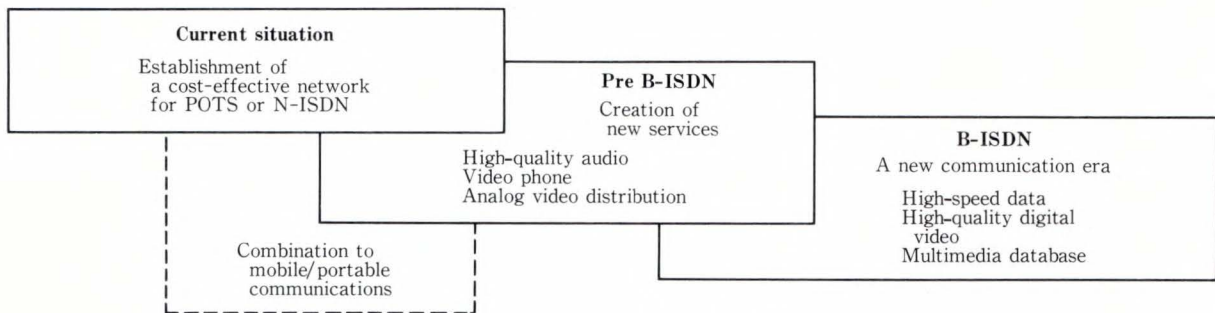 Current situation
Establishment of
a cost-effective network
for POTS or N-ISDN
Pre B-ISDN
Creation of
new services
High-quality audio
Video phone
Analog video distribution
B-ISDN
A new communication era
High-speed data
High-quality digital
video
Multimedia database
Combination to
mobile/portable
communications